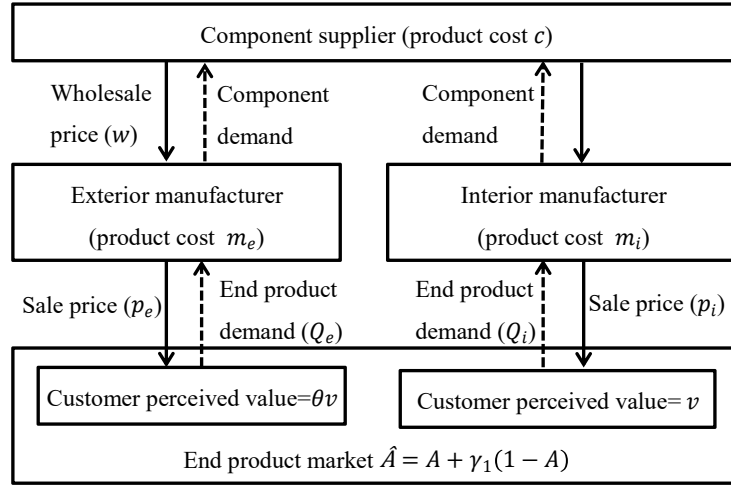 Component supplier (product cost c)
Wholesale
price (w)
Component
demand
Component
demand
Exterior manufacturer
(product cost m_e)
Interior manufacturer
(product cost m_i)
Sale price (p_e)
End product
demand (Q_e)
End product
demand (Q_i)
Sale price (p_i)
Customer perceived value=θv
Customer perceived value= v
End product market Â = A + γ₁(1 − A)